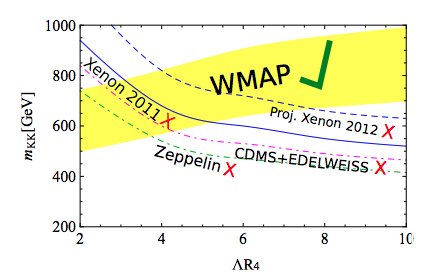 1000
800
600
400
200
m_KK[GeV]
WMAP ✓
Xenon 2011 X
Proj. Xenon 2012 X
Zeppelin X
CDMS+EDELWEISS X
2 4 6 8 10
ΛR4